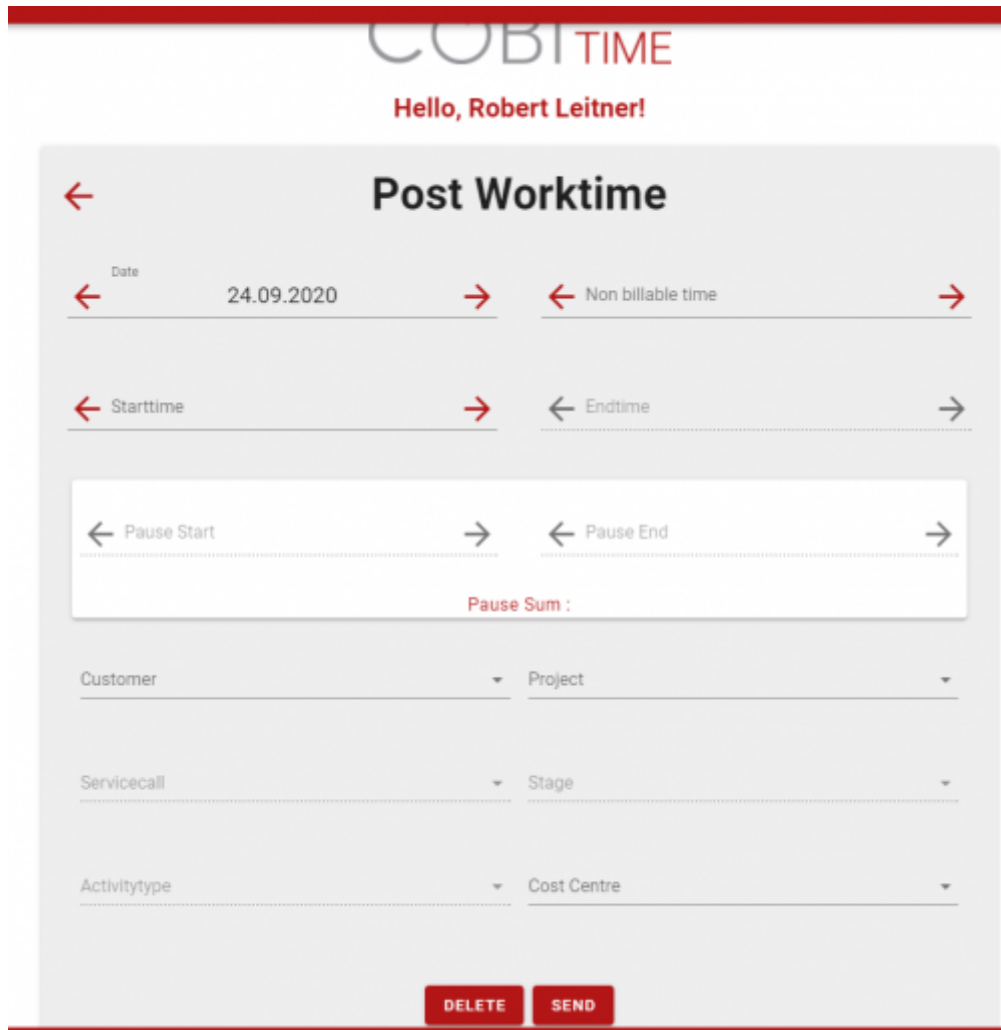 COBI TIME
Hello, Robert Leitner!
Post Worktime
Date
24.09.2020
Non billable time
Starttime
Endtime
Pause Start
Pause End
Pause Sum :
Customer
Project
Servicecall
Stage
Activitytype
Cost Centre
DELETE
SEND